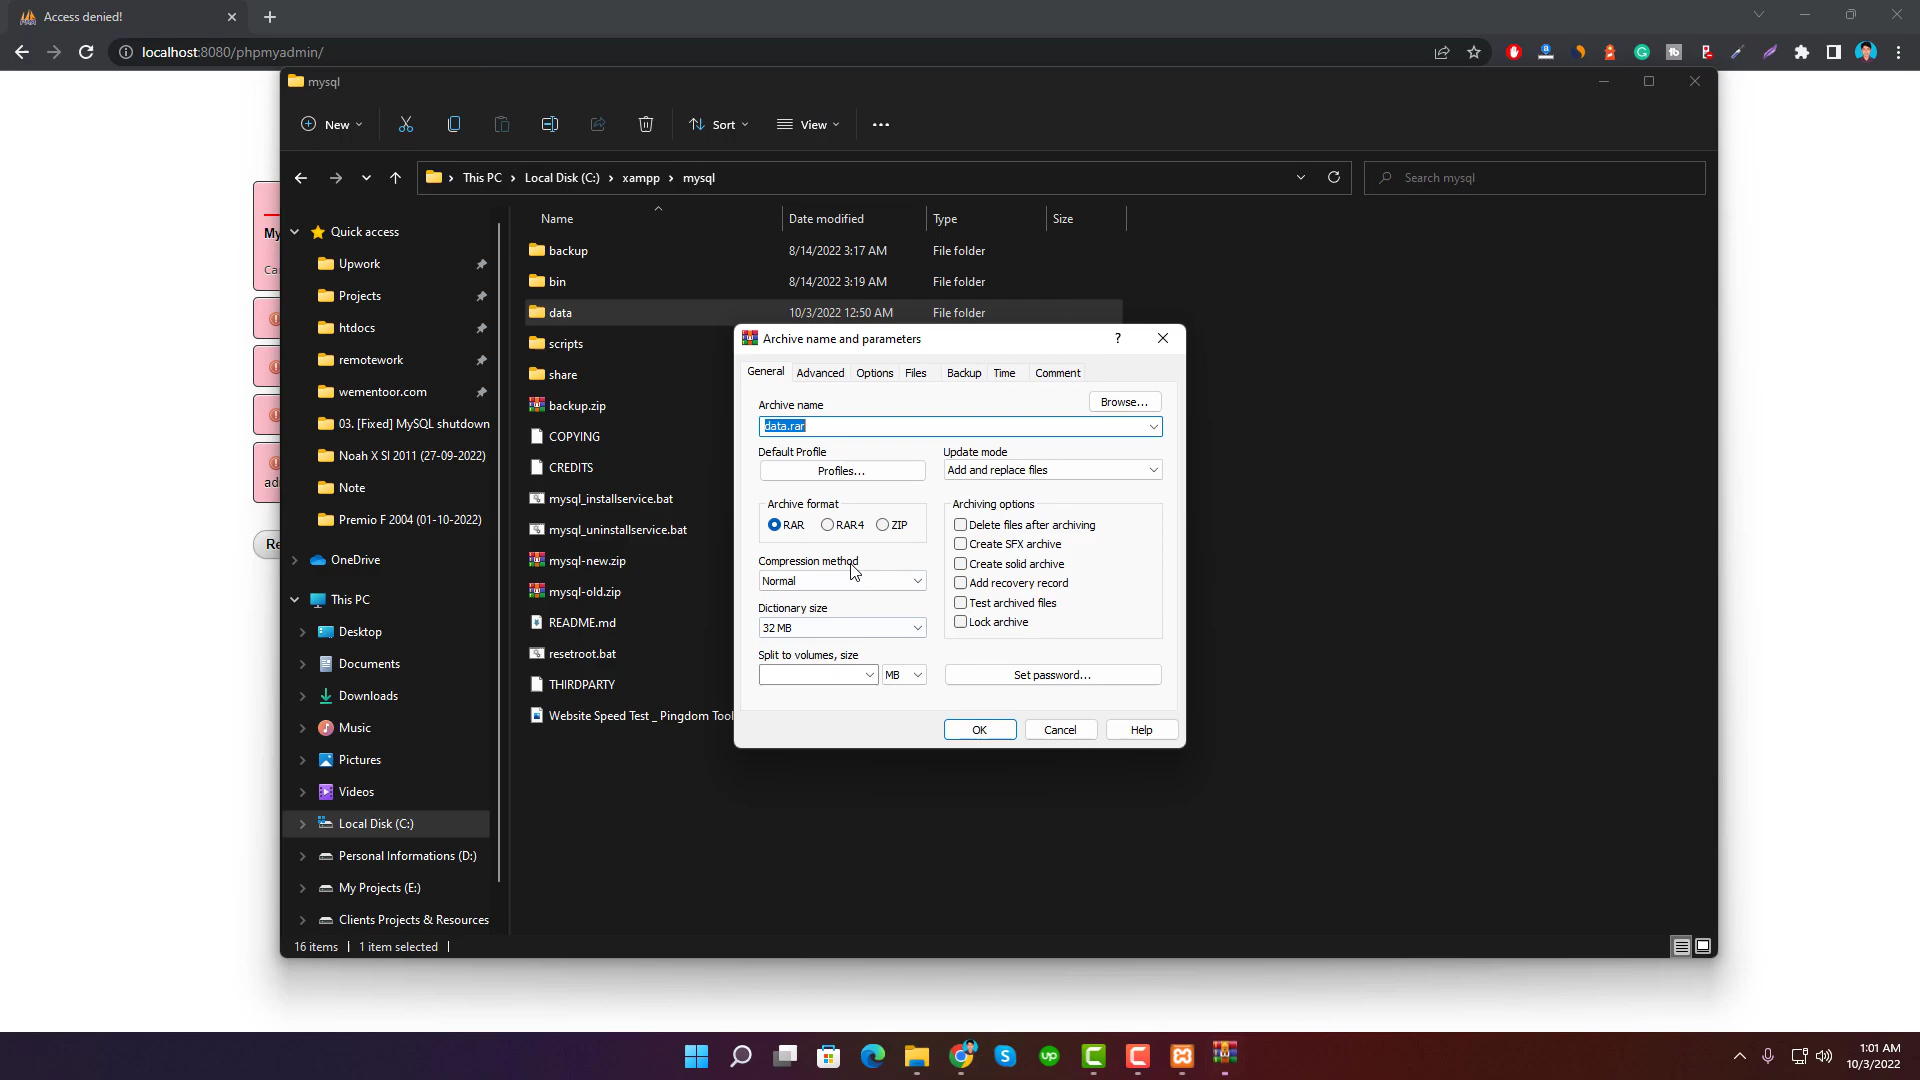 Access denied!
localhost:8080/phpmyadmin/
mysql
New
Sort
View
This PC
Local Disk (C:)
xampp
mysql
Search mysql
Name
Date modified
Type
Size
My
Ca
adi
Re
Quick access
Upwork
Projects
htdocs
remotework
wementoor.com
03. [Fixed] MySQL shutdown
Noah X SI 2011 (27-09-2022)
Note
Premio F 2004 (01-10-2022)
OneDrive
This PC
Desktop
Documents
Downloads
Music
Pictures
Videos
Local Disk (C:)
Personal Informations (D:)
My Projects (E:)
Clients Projects & Resources
backup 8/14/2022 3:17 AM File folder
bin 8/14/2022 3:19 AM File folder
data 10/3/2022 12:50 AM File folder
scripts
share
backup.zip
COPYING
CREDITS
mysql_installservice.bat
mysql_uninstallservice.bat
mysql-new.zip
mysql-old.zip
README.md
resetroot.bat
THIRDPARTY
Website Speed Test _ Pingdom Tool
Archive name and parameters
?
General Advanced Options Files Backup Time Comment
Archive name
Browse...
data.rar
Default Profile
Profiles...
Update mode
Add and replace files
Archive format
RAR RAR4 ZIP
Compression method
Normal
Dictionary size
32 MB
Split to volumes, size
MB
Archiving options
Delete files after archiving
Create SFX archive
Create solid archive
Add recovery record
Test archived files
Lock archive
Set password...
OK
Cancel
Help
16 items
1 item selected
1:01 AM
10/3/2022